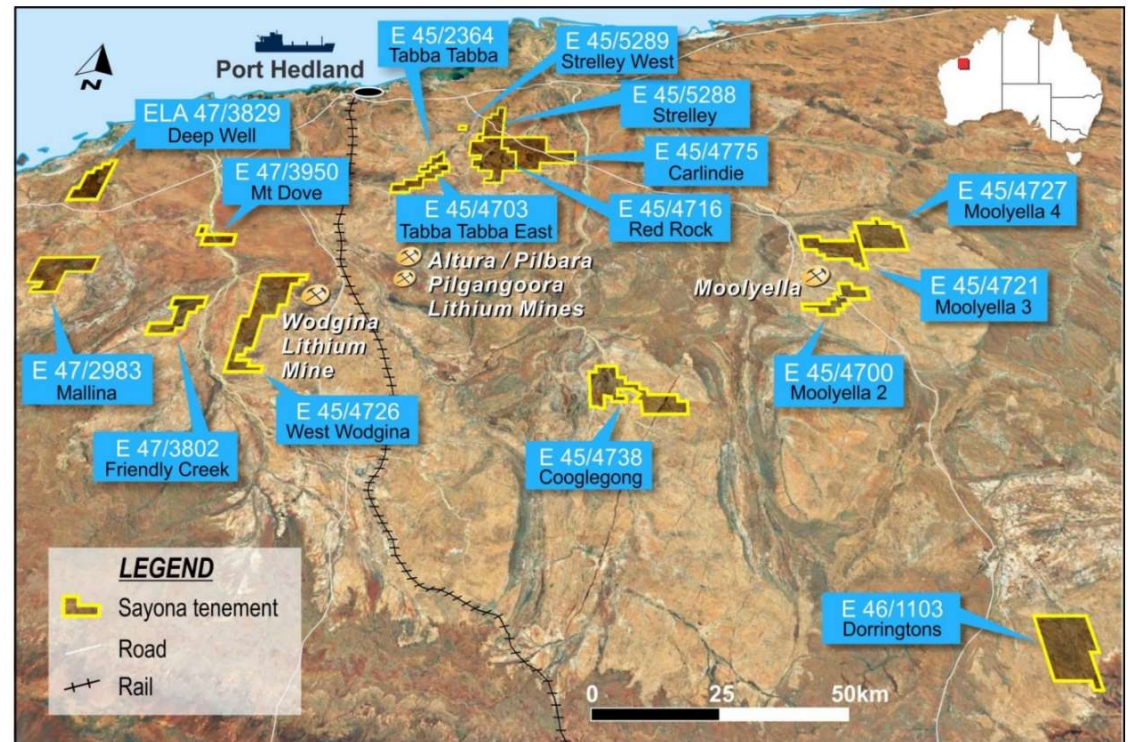 E 45/2364
Tabba Tabba
E 45/5289
Strelley West
Port Hedland
N
ELA 47/3829
Deep Well
E 45/5288
Strelley
E 47/3950
Mt Dove
E 45/4775
Carlindie
E 45/4727
Moolyella 4
E 45/4703
Tabba Tabba East
E 45/4716
Red Rock
Altura / Pilbara
Pilgangoora
Lithium Mines
Moolyella
E 45/4721
Moolyella 3
Wodgina
Lithium
Mine
E 47/2983
Mallina
E 45/4700
Moolyella 2
E 45/4726
West Wodgina
E 47/3802
Friendly Creek
E 45/4738
Cooglegong
LEGEND
Sayona tenement
Road
Rail
E 46/1103
Dorringtons
0 25 50km